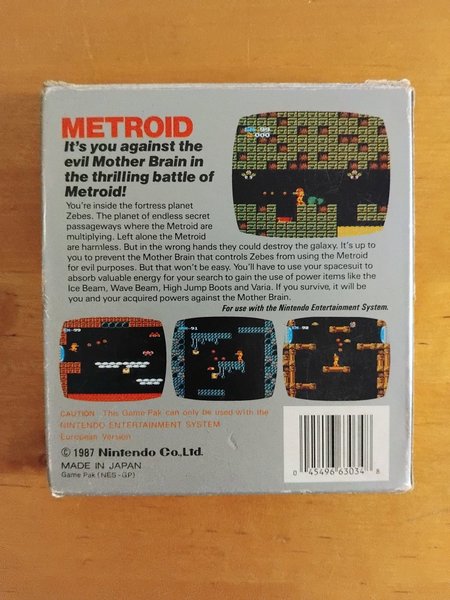 METROID
It's you against the
evil Mother Brain in
the thrilling battle of
Metroid!
You're inside the fortress planet
Zebes. The planet of endless secret
passageways where the Metroid are
multiplying. Left alone the Metroid
are harmless. But in the wrong hands they could destroy the galaxy. It's up to
you to prevent the Mother Brain that controls Zebes from using the Metroid
for evil purposes. But that won't be easy. You'll have to use your spacesuit to
absorb valuable energy for your search to gain the use of power items like the
Ice Beam, Wave Beam, High Jump Boots and Varia. If you survive, it will be
you and your acquired powers against the Mother Brain.
For use with the Nintendo Entertainment System.
CAUTION: This Game Pak can only be used with the
NINTENDO ENTERTAINMENT SYSTEM
European Version
© 1987 Nintendo Co., Ltd.
MADE IN JAPAN
Game Pak (NES-GP)
0 45496 63034 8